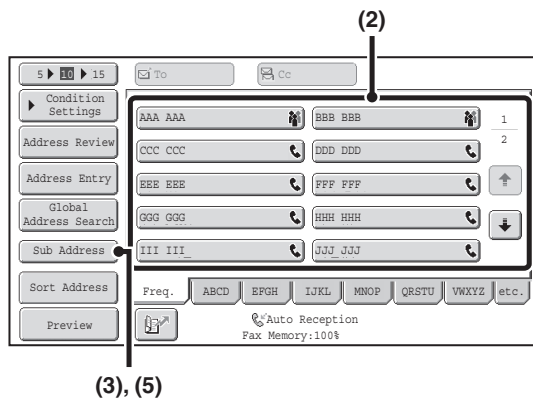 (2)
5 10 15
To
Cc
Condition
Settings
Address Review
Address Entry
Global
Address Search
Sub Address
Sort Address
Preview
AAA AAA
BBB BBB
CCC CCC
DDD DDD
EEE EEE
FFF FFF
GGG GGG
HHH HHH
III III
JJJ JJJ
1
2
Freq.
ABCD
EFGH
IJKL
MNOP
QRSTU
VWXYZ
etc.
Auto Reception
Fax Memory:100%
(3), (5)